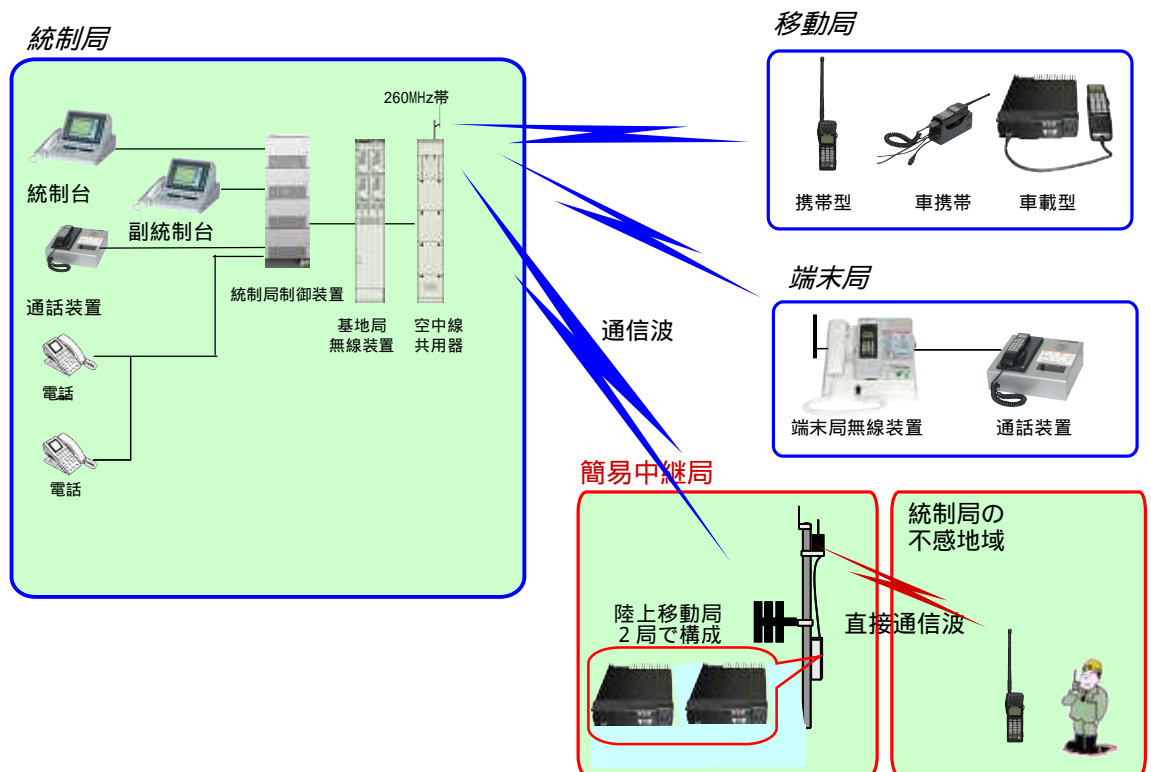 統制局
260MHz帯
統制台
副統制台
通話装置
統制局制御装置
基地局
無線装置
空中線
共用器
電話
電話
移動局
携帯型
車携帯
車載型
端末局
端末局無線装置
通話装置
通信波
簡易中継局
陸上移動局
２局で構成
直接通信波
統制局の
不感地域